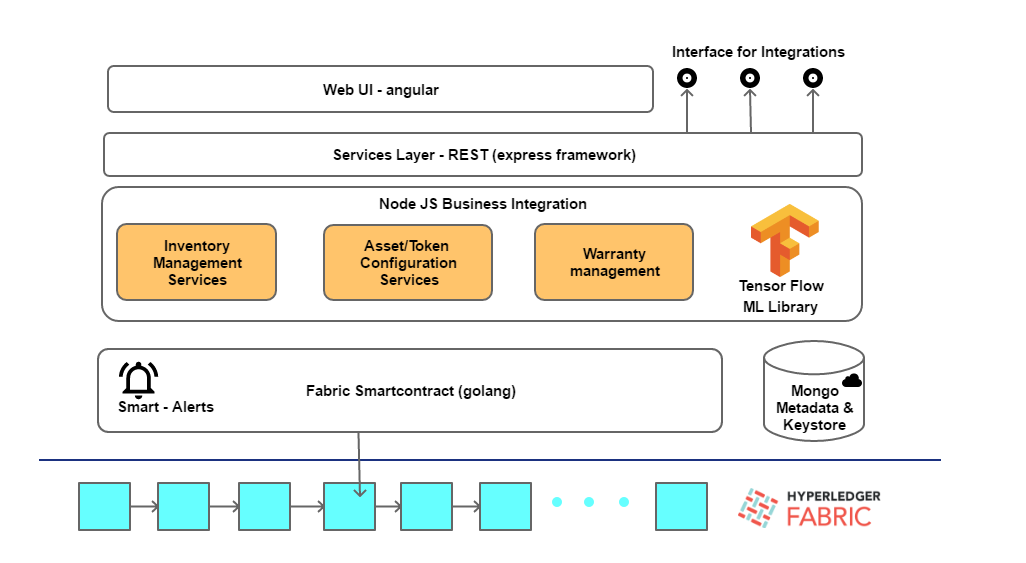 Interface for Integrations
Web UI - angular
Services Layer - REST (express framework)
Node JS Business Integration
Inventory
Management
Services
Asset/Token
Configuration
Services
Warranty
management
Tensor Flow
ML Library
Fabric Smartcontract (golang)
Smart - Alerts
Mongo
Metadata &
Keystore
HYPERLEDGER
FABRIC